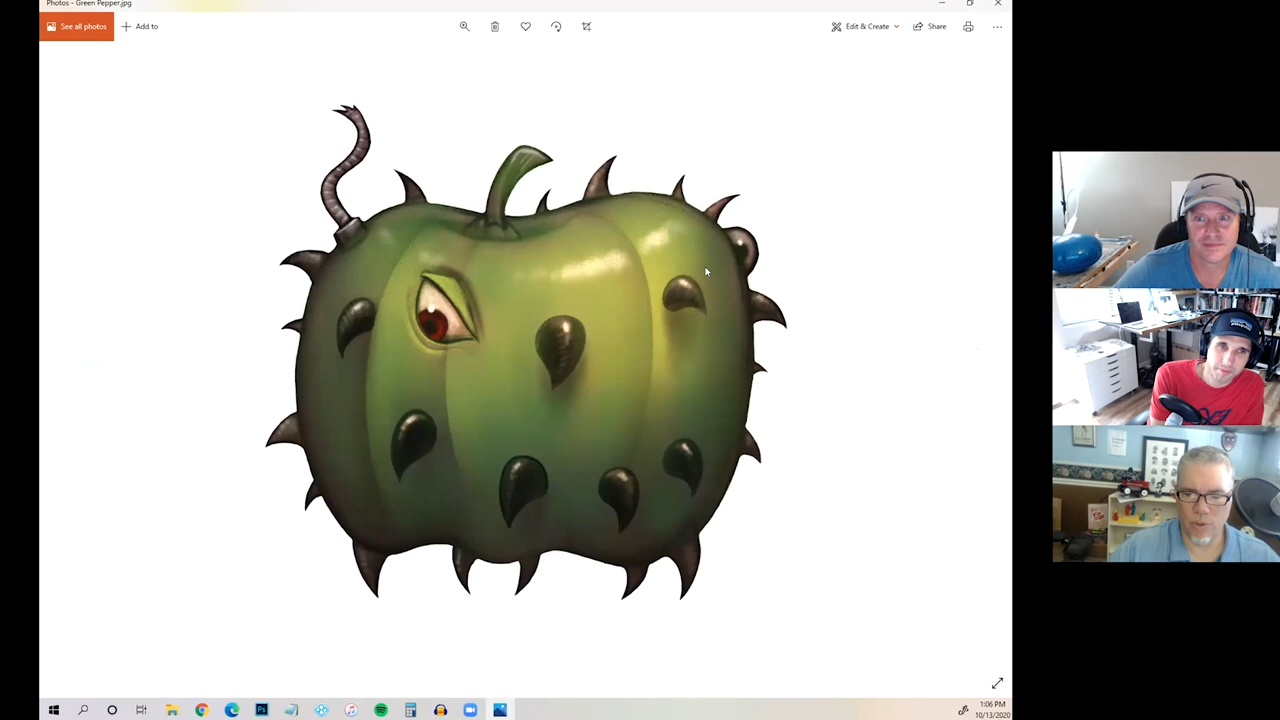 Photos - Green Pepper.jpg
See all photos
Add to
Edit & Create
Share
1:06 PM
10/13/2020